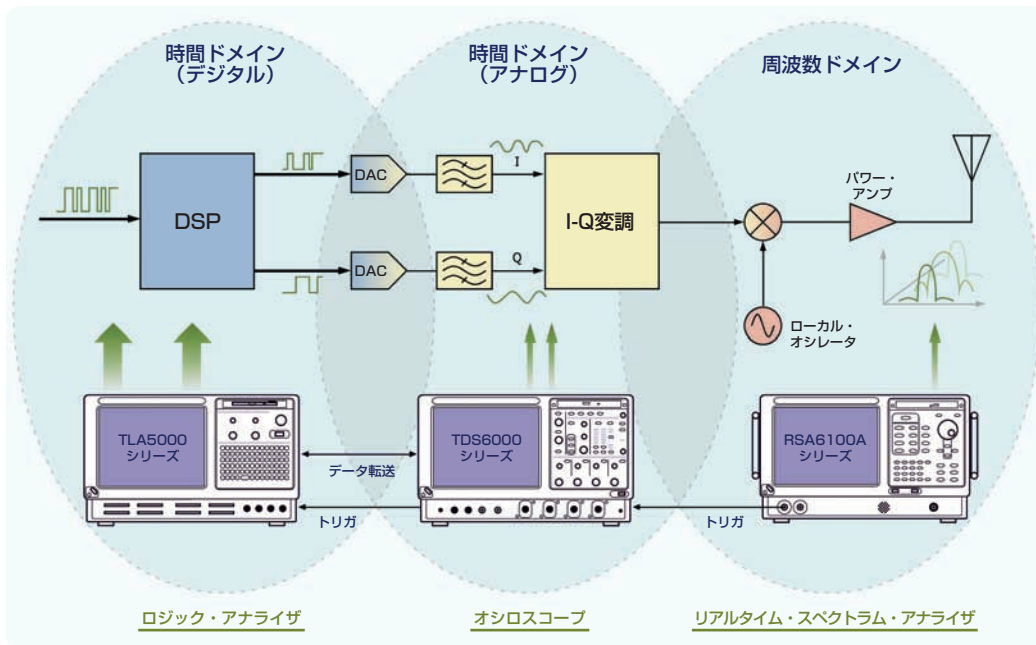 時間ドメイン
（デジタル）
時間ドメイン
（アナログ）
周波数ドメイン
DSP
DAC
DAC
I
Q
I-Q変調
パワー・
アンプ
ローカル・
オシレータ
TLA5000
シリーズ
TDS6000
シリーズ
RSA6100A
シリーズ
データ転送
トリガ
トリガ
ロジック・アナライザ
オシロスコープ
リアルタイム・スペクトラム・アナライザ